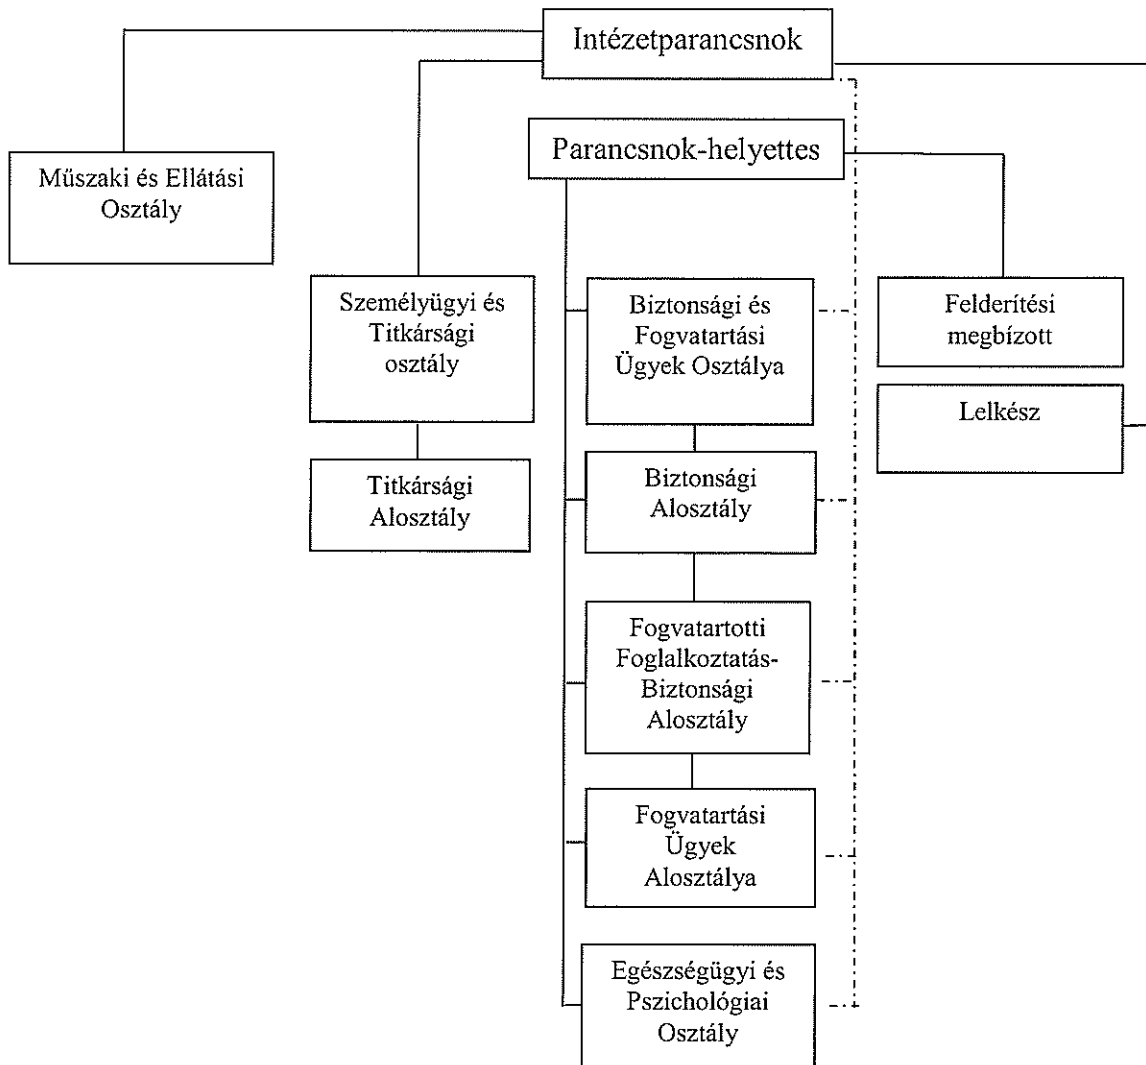 Intézetparancsnok
Parancsnok-helyettes
Műszaki és Ellátási
Osztály
Személyügyi és
Titkársági
osztály
Biztonsági és
Fogvatartási
Ügyek Osztálya
Felderítési
megbízott
Lelkész
Titkársági
Alosztály
Biztonsági
Alosztály
Fogvatartotti
Foglalkoztatás-
Biztonsági
Alosztály
Fogvatartási
Ügyek
Alosztálya
Egészségügyi és
Pszichológiai
Osztály